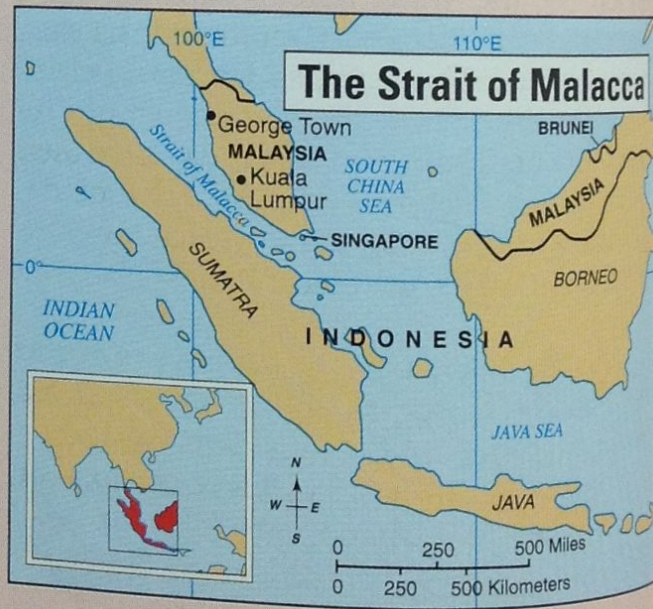 100°E
110°E
The Strait of Malacca
George Town
MALAYSIA
Kuala
Lumpur
Strait of Malacca
SOUTH
CHINA
SEA
BRUNEI
MALAYSIA
SINGAPORE
BORNEO
0°
SUMATRA
INDIAN
OCEAN
INDONESIA
JAVA SEA
JAVA
N
W E
S
0 250 500 Miles
0 250 500 Kilometers